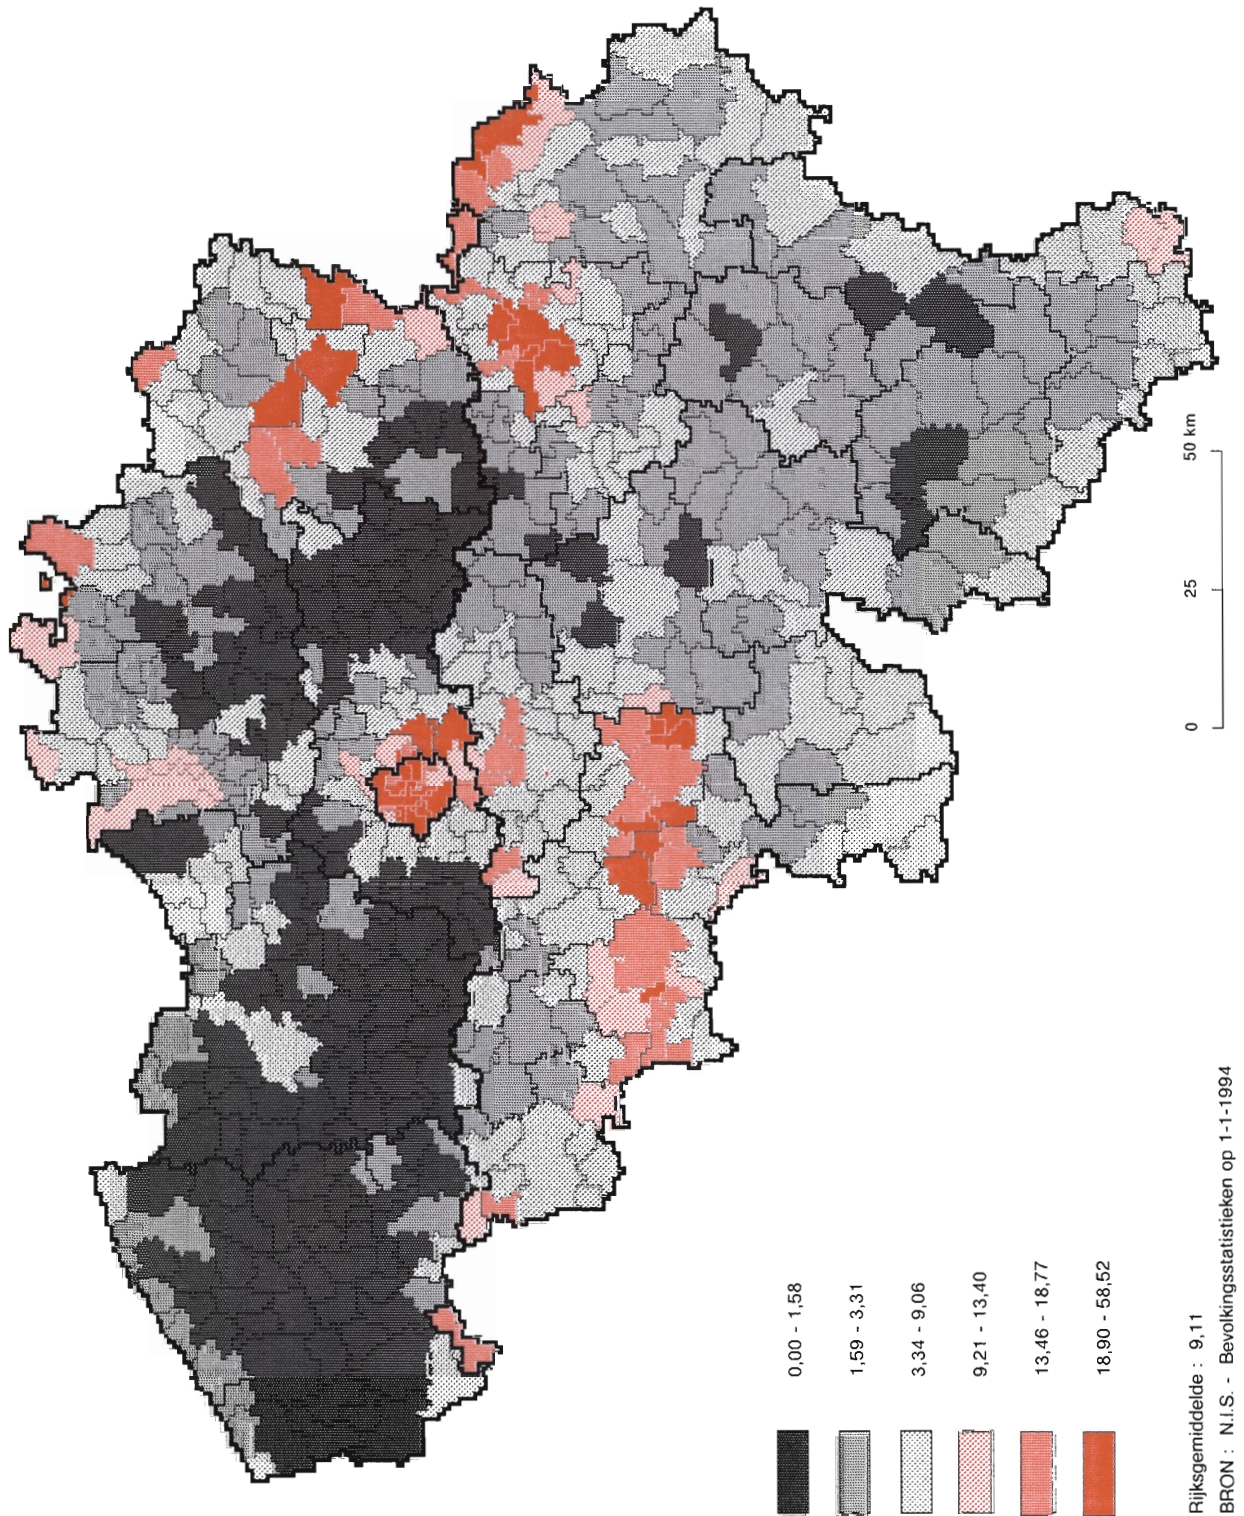 0,00 - 1,58
1,59 - 3,31
3,34 - 9,06
9,21 - 13,40
13,46 - 18,77
18,90 - 58,52
0 25 50 km
Rijksgemiddelde : 9,11
BRON : N.I.S. - Bevolkingsstatistieken op 1-1-1994